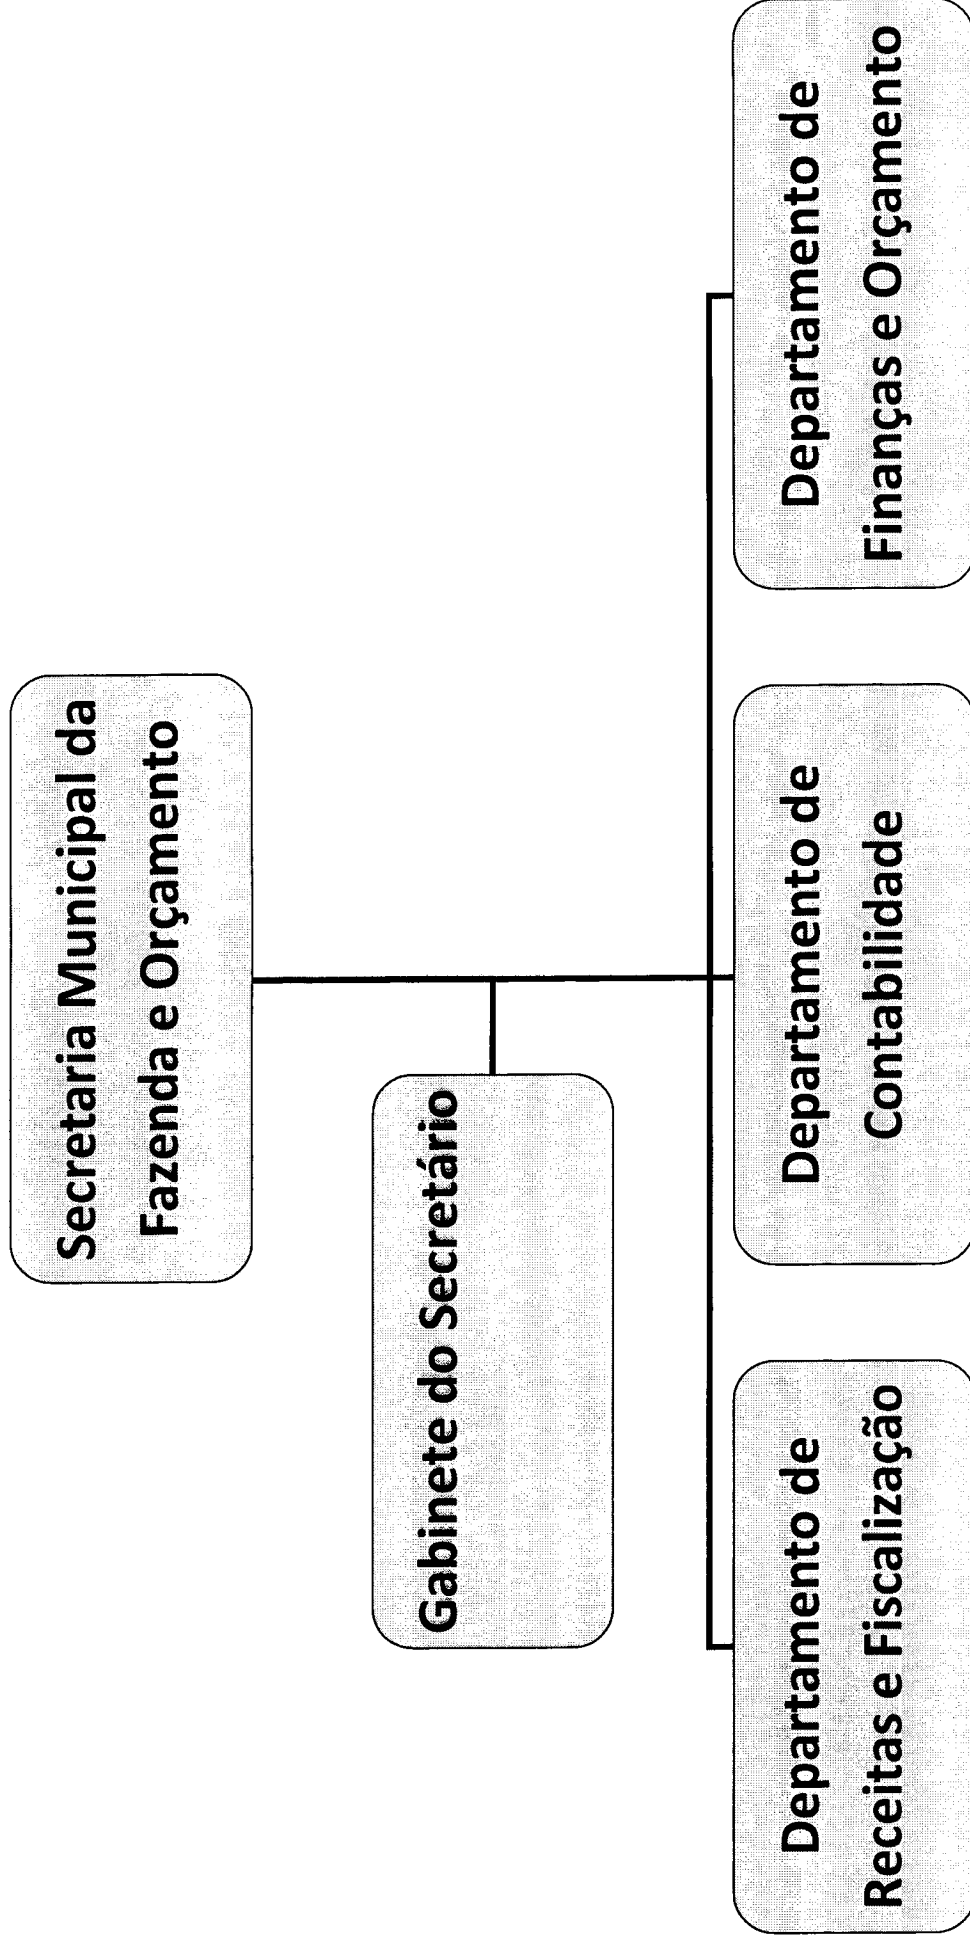 Secretaria Municipal da
Fazenda e Orçamento
Gabinete do Secretário
Departamento de
Receitas e Fiscalização
Departamento de
Contabilidade
Departamento de
Finanças e Orçamento